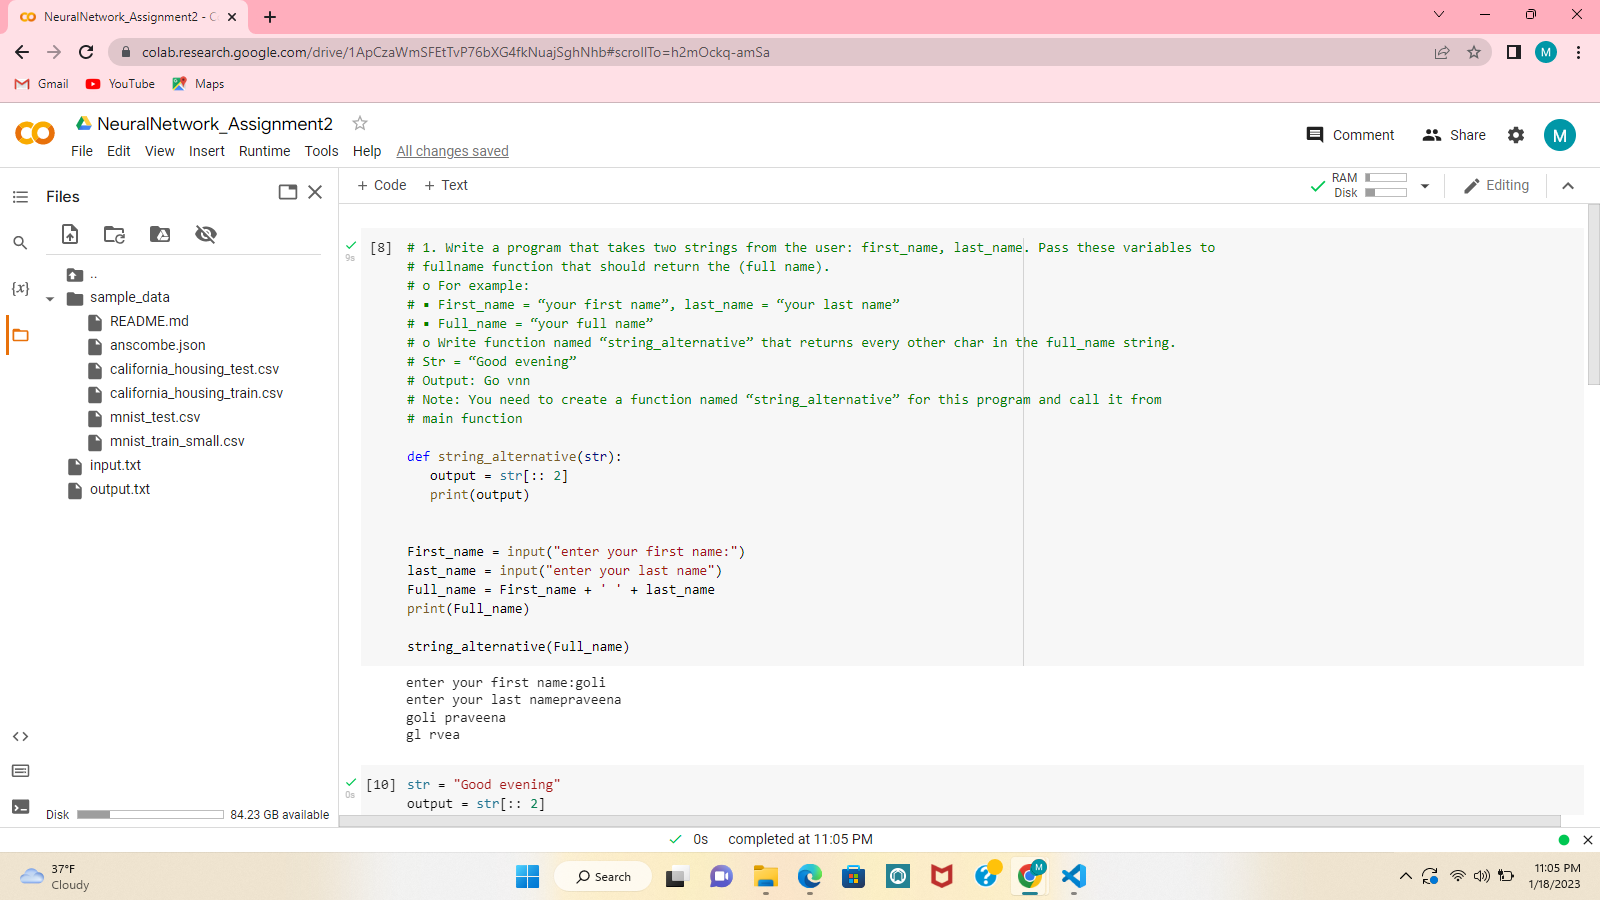 NeuralNetwork_Assignment2 - C
colab.research.google.com/drive/1ApCzaWmSFEtTvP76bXG4fkNuajSghNhb#scrollTo=h2mOckq-amSa
M
Gmail YouTube Maps
NeuralNetwork_Assignment2
File Edit View Insert Runtime Tools Help All changes saved
Comment Share M
Files
+ Code + Text
RAM
Disk
Editing
{x}
..
sample_data
README.md
anscombe.json
california_housing_test.csv
california_housing_train.csv
mnist_test.csv
mnist_train_small.csv
input.txt
output.txt
Disk 84.23 GB available
[8]
9s
# 1. Write a program that takes two strings from the user: first_name, last_name. Pass these variables to
# fullname function that should return the (full name).
# o For example:
# ▪ First_name = “your first name”, last_name = “your last name”
# ▪ Full_name = “your full name”
# o Write function named “string_alternative” that returns every other char in the full_name string.
# Str = “Good evening”
# Output: Go vnn
# Note: You need to create a function named “string_alternative” for this program and call it from
# main function
def string_alternative(str):
output = str[:: 2]
print(output)
First_name = input("enter your first name:")
last_name = input("enter your last name")
Full_name = First_name + ' ' + last_name
print(Full_name)
string_alternative(Full_name)
enter your first name:goli
enter your last namepraveena
goli praveena
gl rvea
[10]
0s
str = "Good evening"
output = str[:: 2]
0s completed at 11:05 PM
37°F
Cloudy
Search
M
11:05 PM
1/18/2023